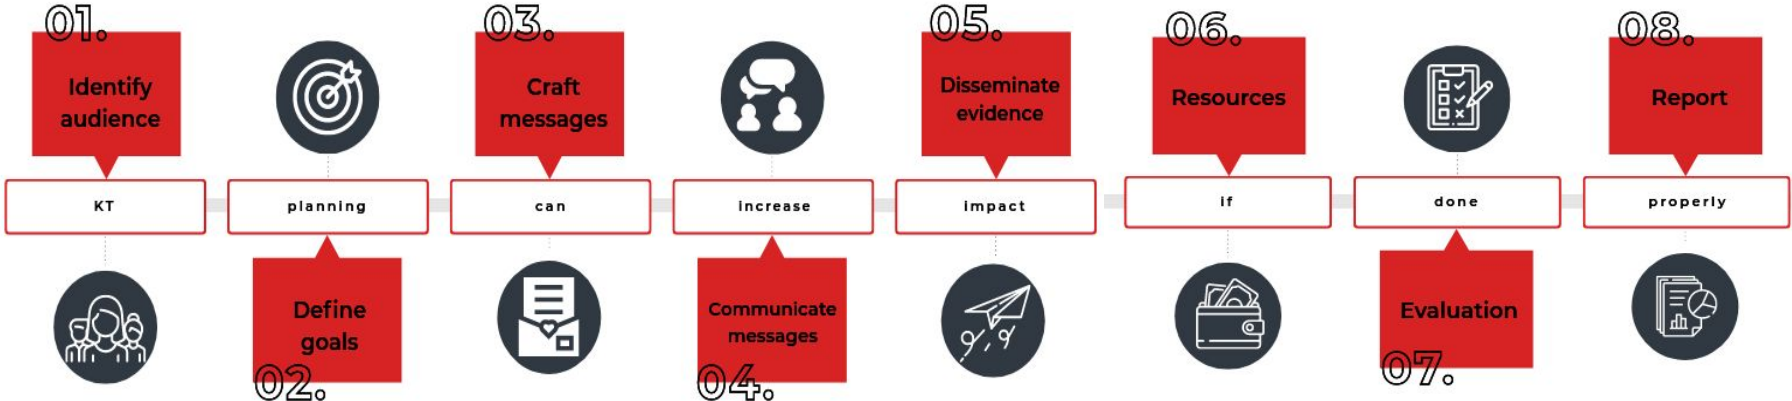 01.
Identify
audience
KT
Define
goals
02.
planning
03.
Craft
messages
can
Communicate
messages
04.
increase
05.
Disseminate
evidence
impact
06.
Resources
if
Evaluation
07.
done
08.
Report
properly